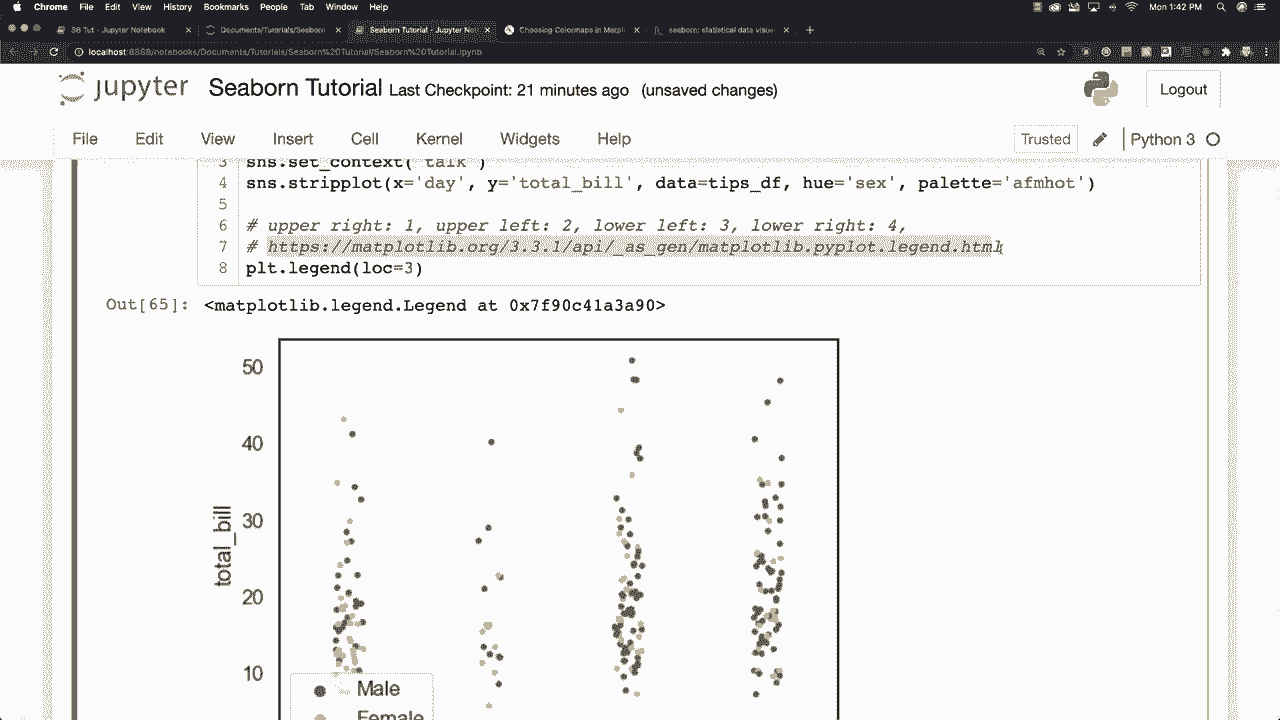 Chrome File Edit View History Bookmarks People Tab Window Help Mon 1:42 PM
S6 Tut - Jupyter Notebook Documents/Tutorials/Seaborn Seaborn Tutorial - Jupyter Not Choosing Colormaps in Matpl seaborn: statistical data visu
localhost:8888/notebooks/Documents/Tutorials/Seaborn%20Tutorial/Seaborn%20Tutorial.ipynb
jupyter Seaborn Tutorial Last Checkpoint: 21 minutes ago (unsaved changes) Logout
File Edit View Insert Cell Kernel Widgets Help Trusted Python 3
3 sns.set_context('talk')
4 sns.stripplot(x='day', y='total_bill', data=tips_df, hue='sex', palette='afmhot')
5
6 # upper right: 1, upper left: 2, lower left: 3, lower right: 4,
7 # https://matplotlib.org/3.3.1/api/_as_gen/matplotlib.pyplot.legend.html
8 plt.legend(loc=3)
Out[65]: <matplotlib.legend.Legend at 0x7f90c41a3a90>
50
40
30
20
10
total_bill
Male
Female